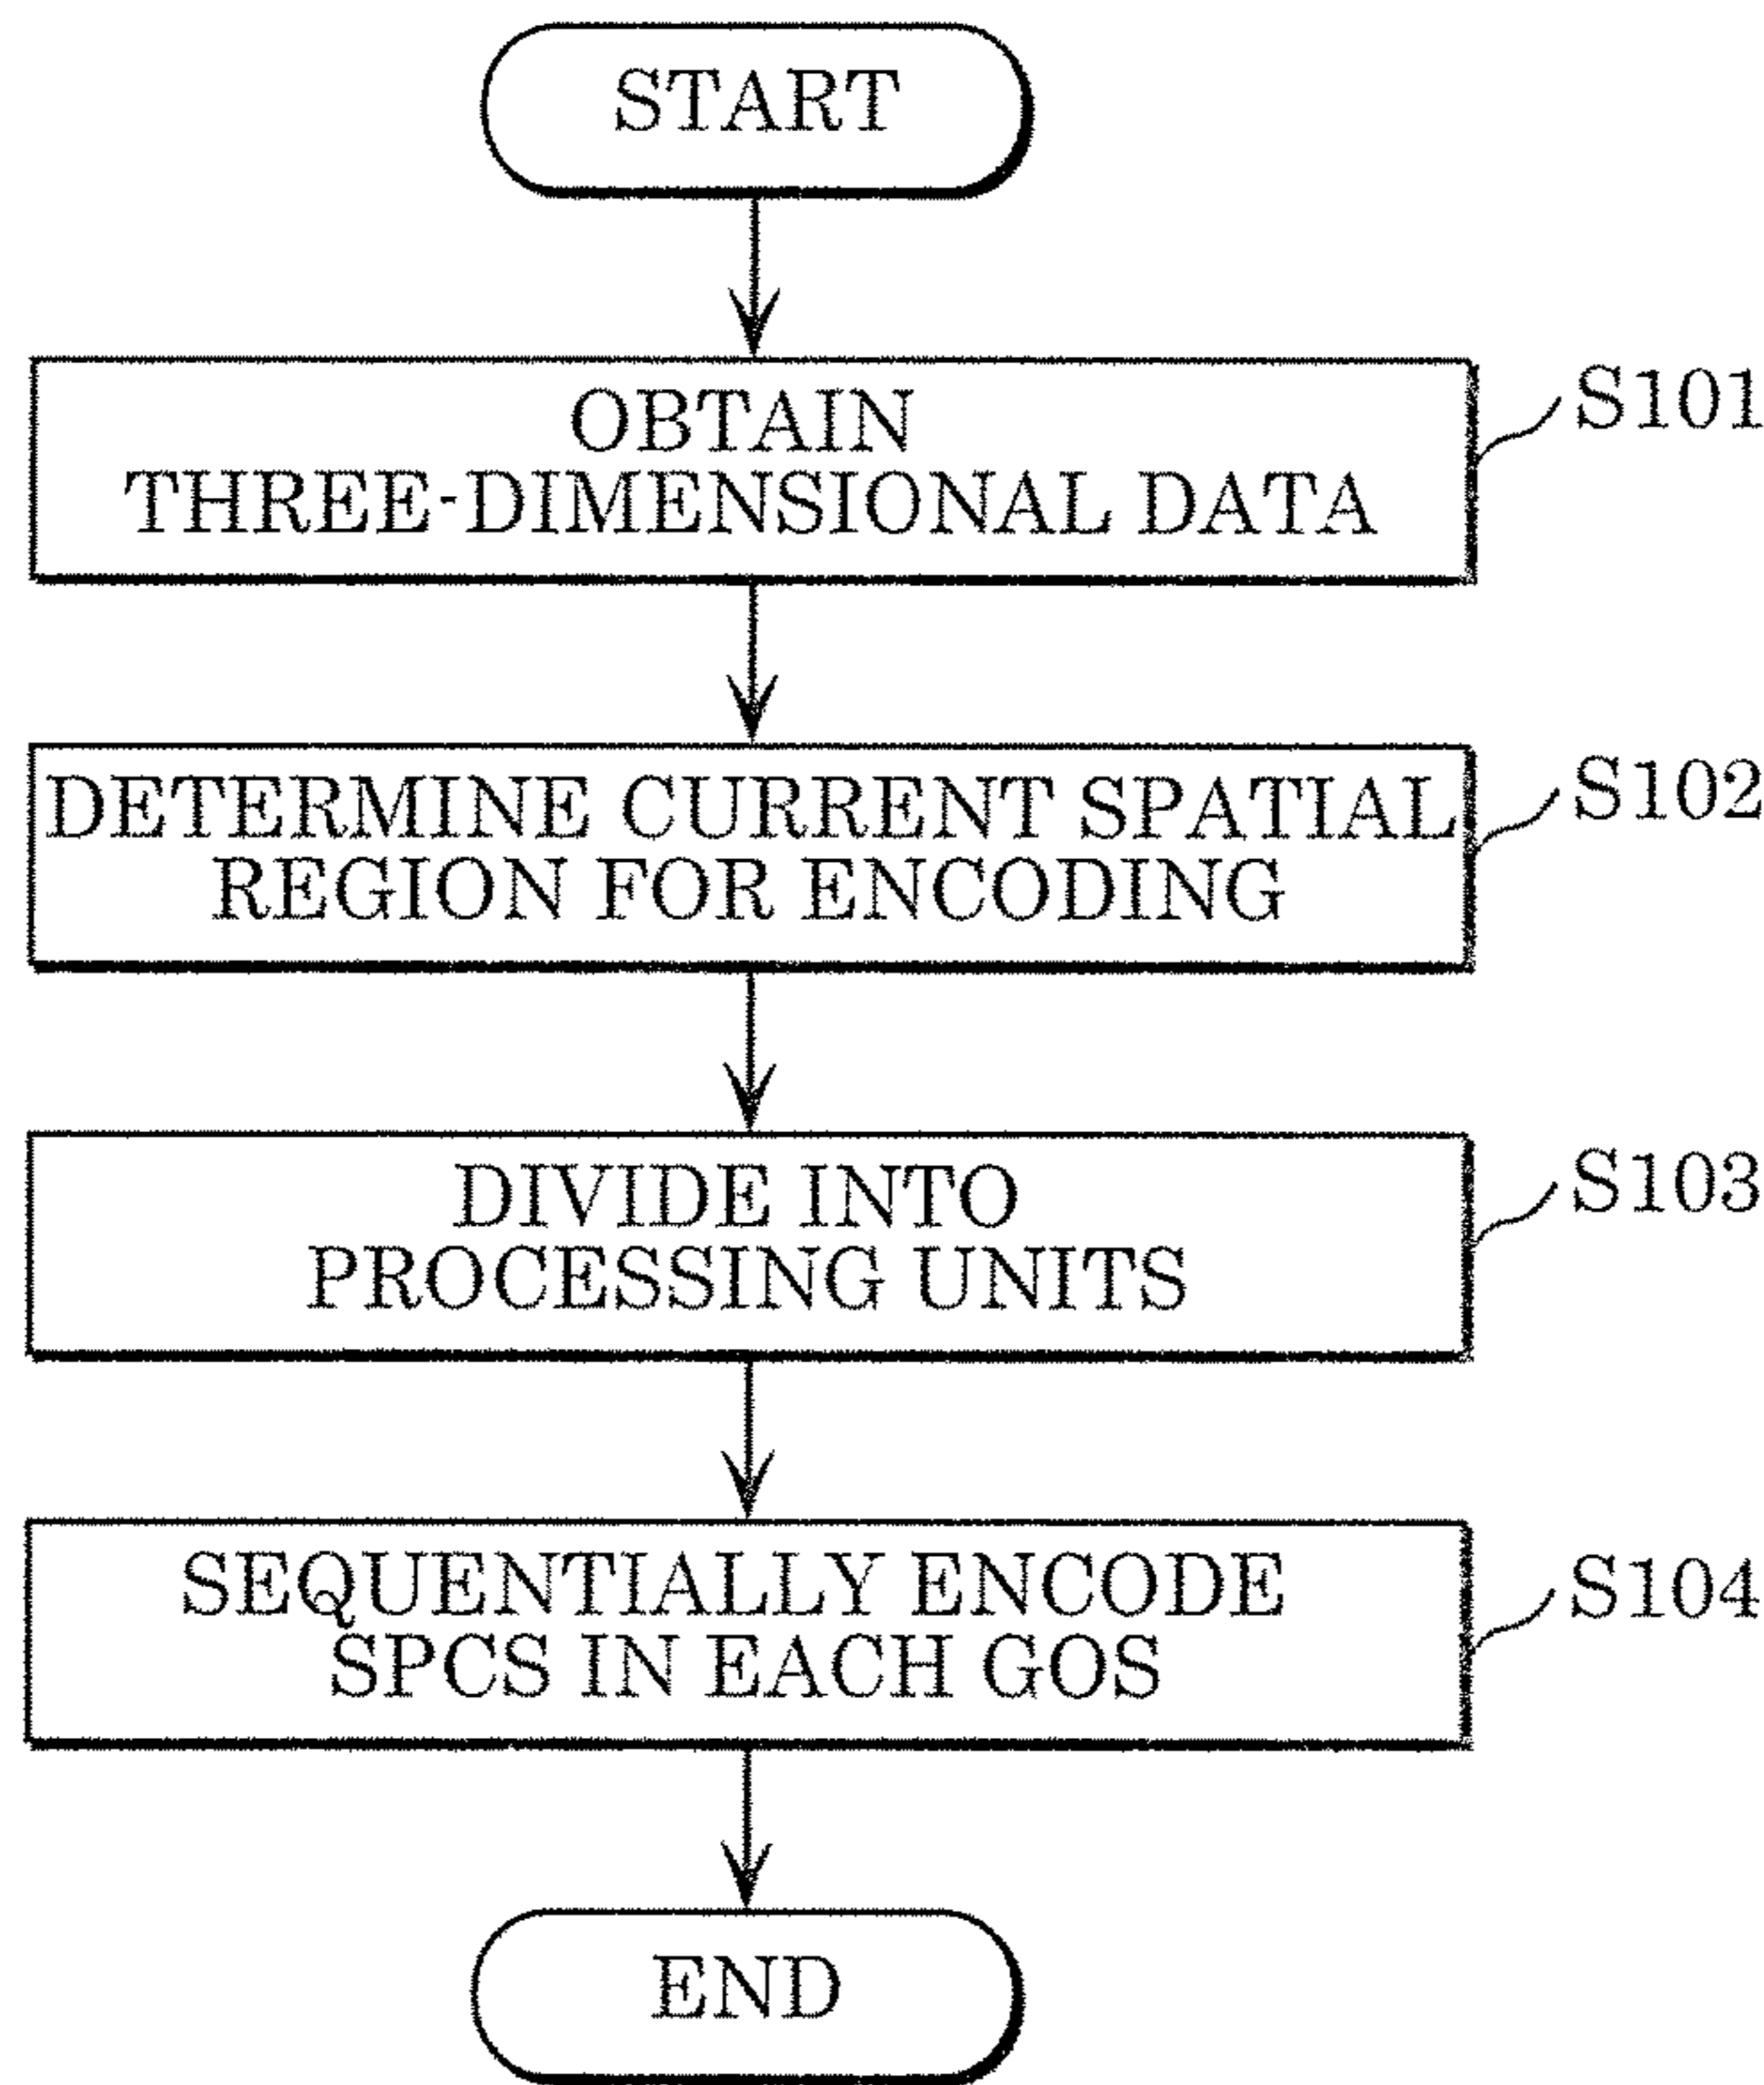 START
OBTAIN
THREE-DIMENSIONAL DATA
S101
DETERMINE CURRENT SPATIAL
REGION FOR ENCODING
S102
DIVIDE INTO
PROCESSING UNITS
S103
SEQUENTIALLY ENCODE
SPCS IN EACH GOS
S104
END